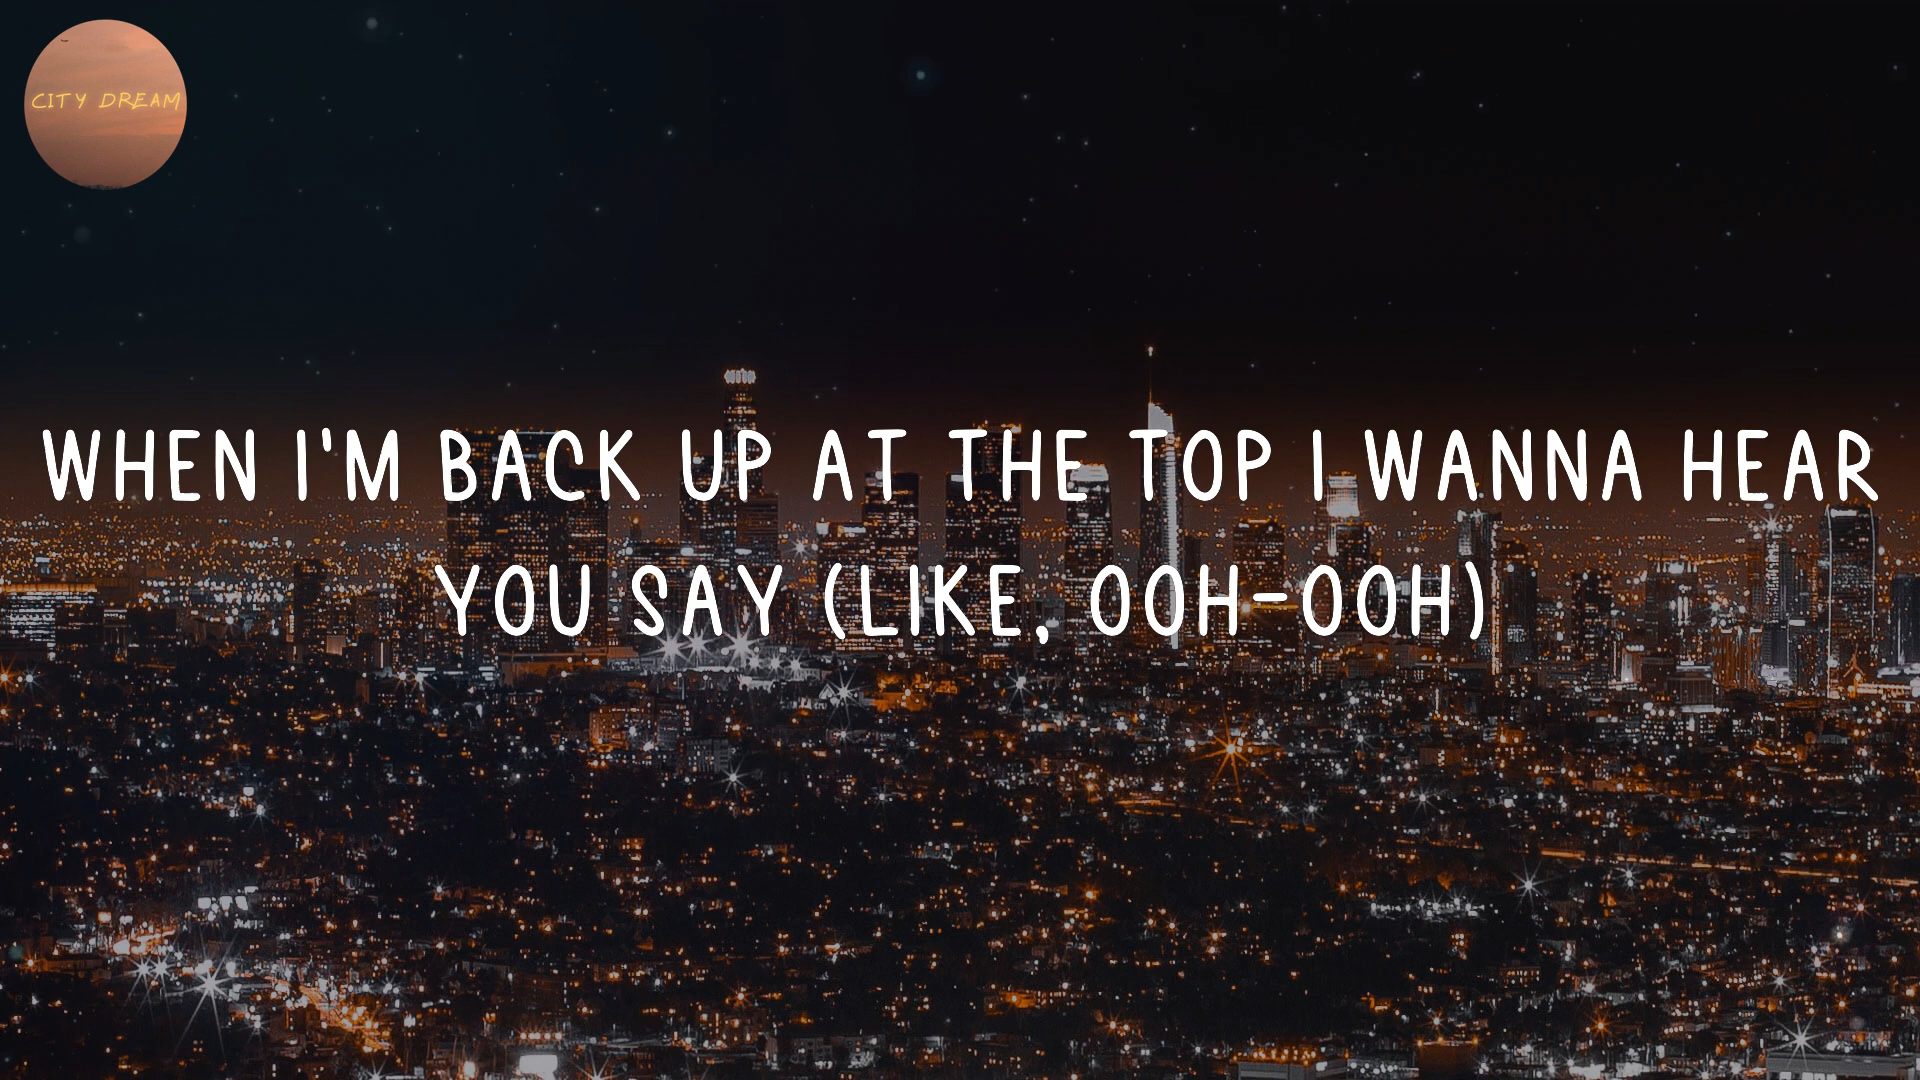 CITY DREAM
WHEN I'M BACK UP AT THE TOP I WANNA HEAR
YOU SAY (LIKE, OOH-OOH)